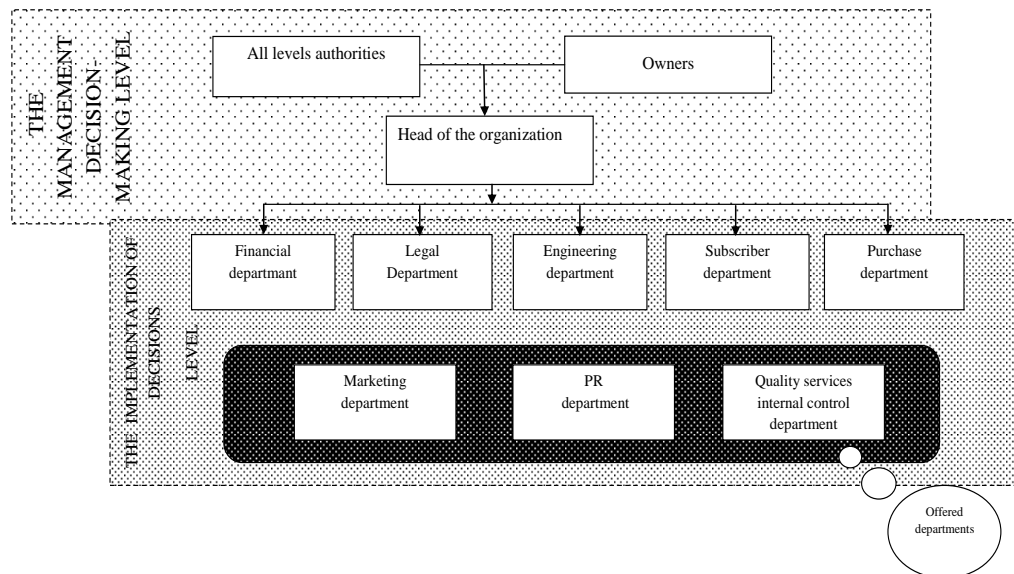 THE
MANAGEMENT
DECISION-
MAKING LEVEL
All levels authorities
Owners
Head of the organization
THE IMPLEMENTATION OF
DECISIONS
LEVEL
Financial
departmant
Legal
Department
Engineering
department
Subscriber
department
Purchase
department
Marketing
department
PR
department
Quality services
internal control
department
Offered
departments